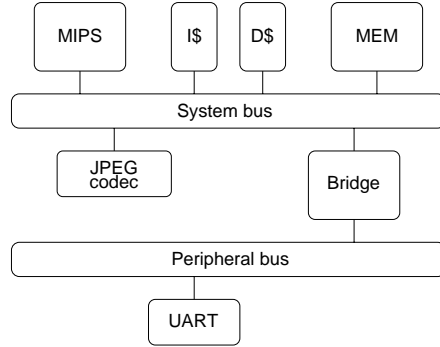 MIPS
I$
D$
MEM
System bus
JPEG
codec
Bridge
Peripheral bus
UART